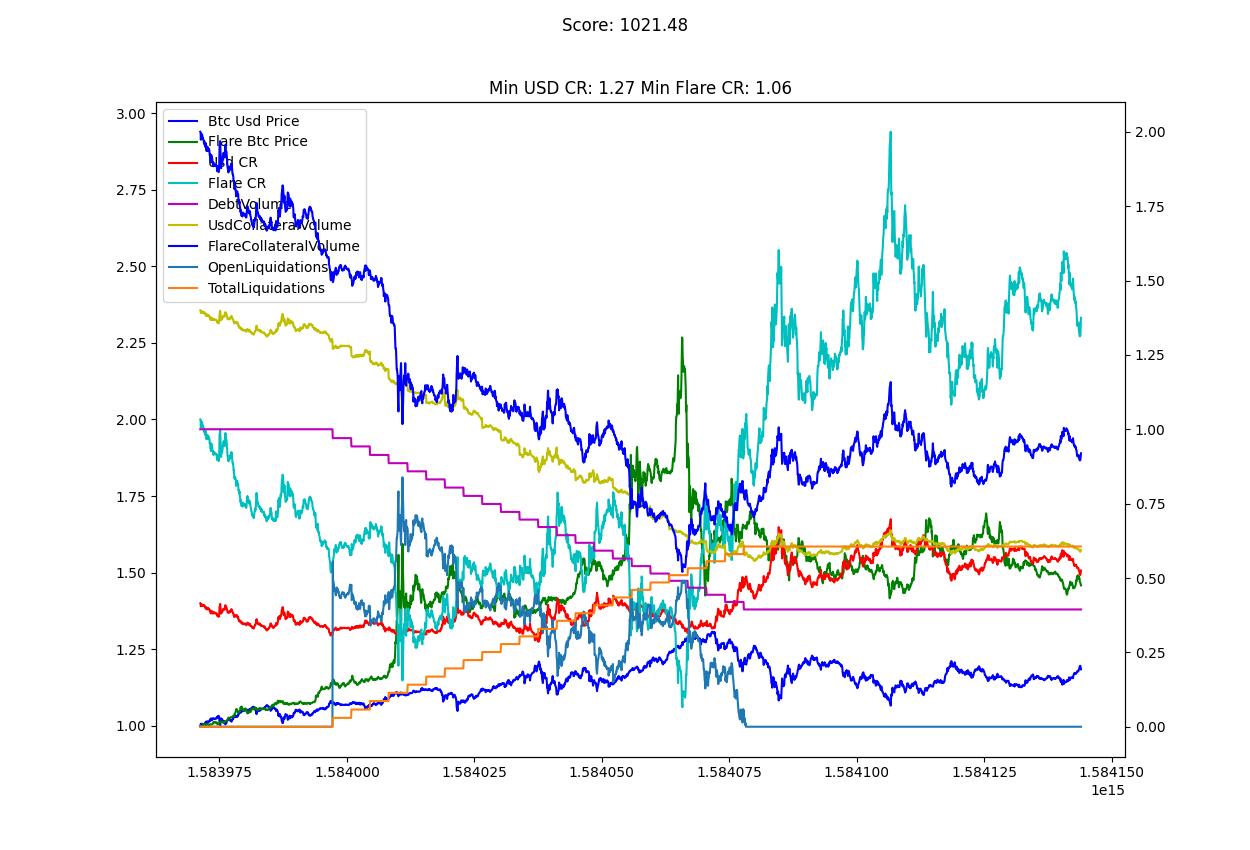 Score: 1021.48
Min USD CR: 1.27 Min Flare CR: 1.06
Btc Usd Price
Flare Btc Price
Usd CR
Flare CR
DebtVolume
UsdCollateralVolume
FlareCollateralVolume
OpenLiquidations
TotalLiquidations
3.00
2.75
2.50
2.25
2.00
1.75
1.50
1.25
1.00
2.00
1.75
1.50
1.25
1.00
0.75
0.50
0.25
0.00
1.583975 1.584000 1.584025 1.584050 1.584075 1.584100 1.584125 1.584150
1e15